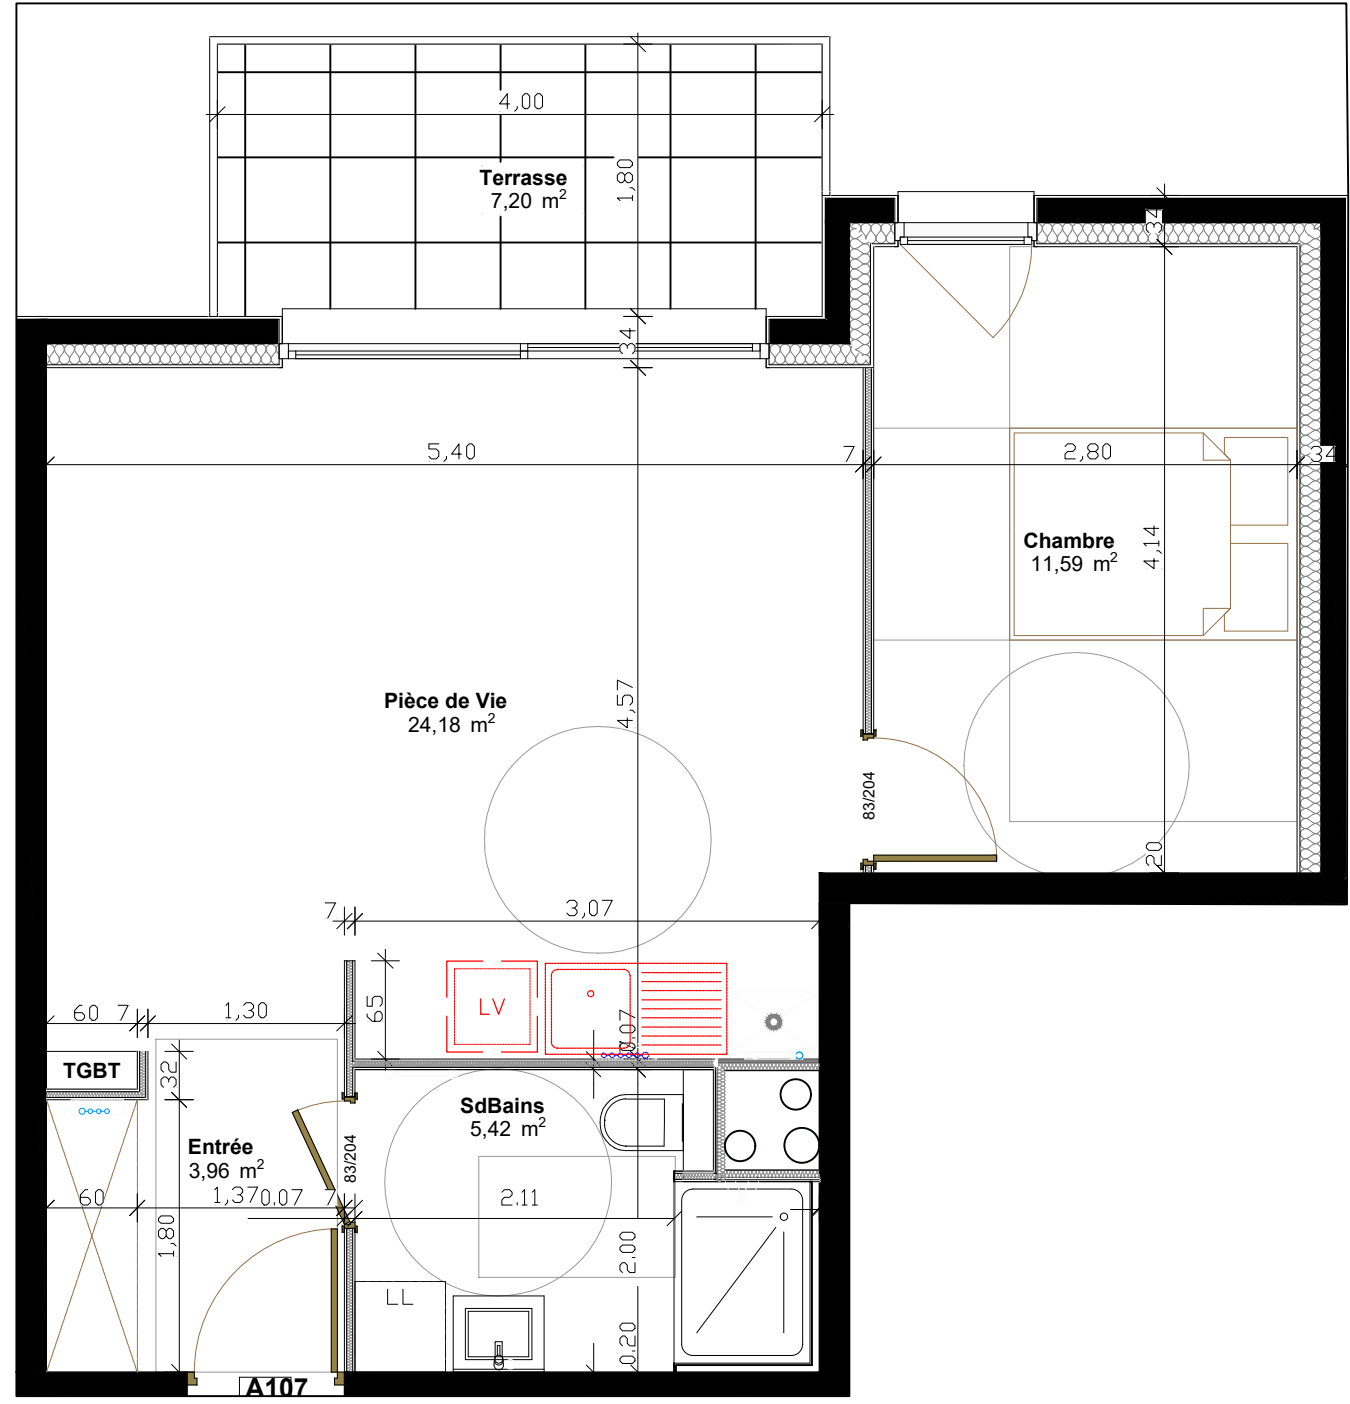 4,00
1,80
Terrasse
7,20 m²
34
34
5,40
7
2,80
34
Chambre
11,59 m²
4,14
Pièce de Vie
24,18 m²
4,57
83/204
20
7
3,07
65
LV
60
7
1,30
TGBT
32
SdBains
5,42 m²
Entrée
3,96 m²
83/204
60
1,37
0.07
7
2.11
1,80
2.00
LL
0.20
A107